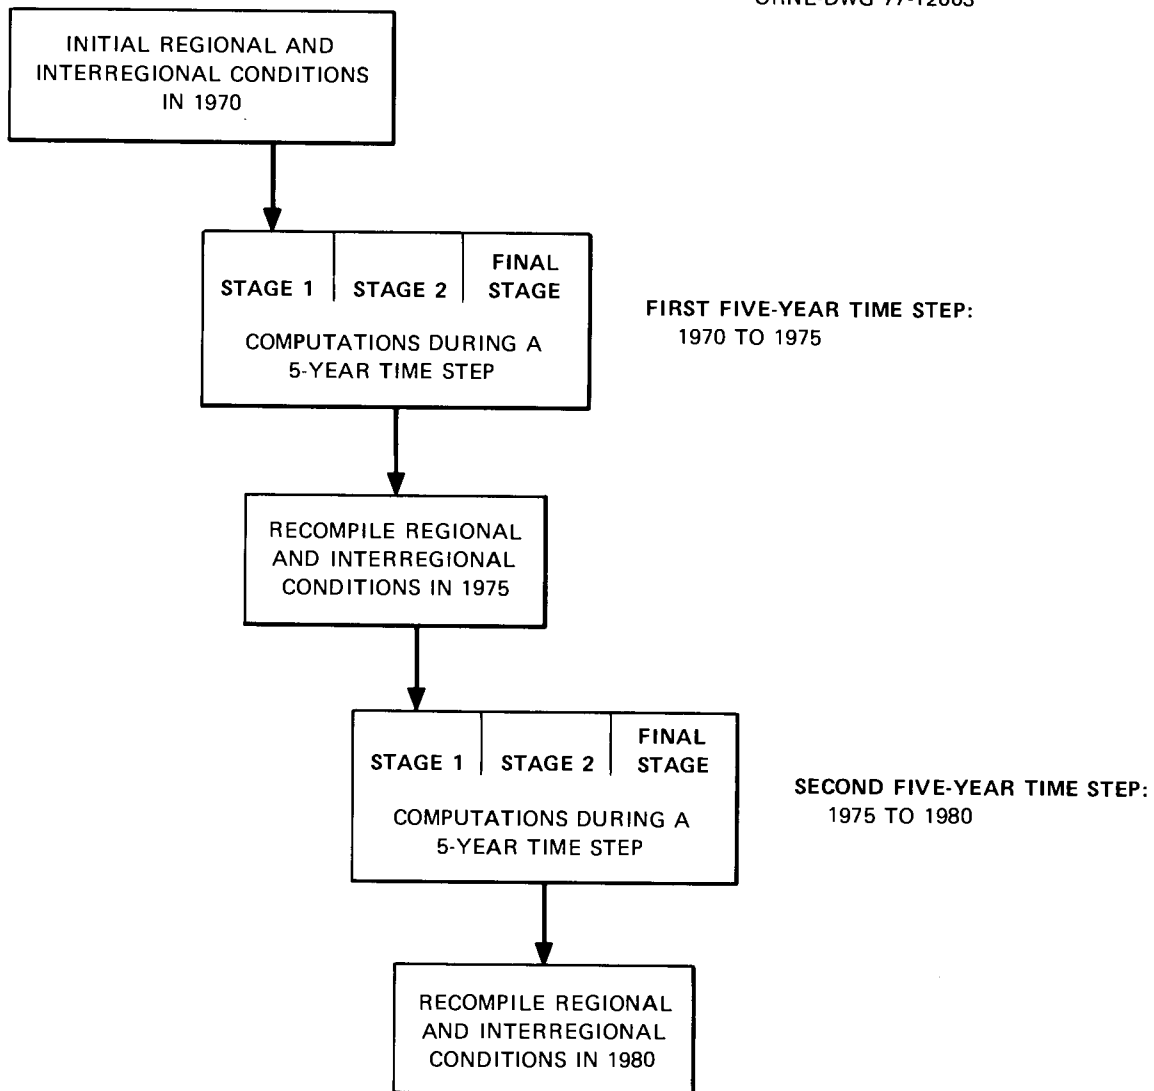 INITIAL REGIONAL AND
INTERREGIONAL CONDITIONS
IN 1970
STAGE 1
STAGE 2
FINAL
STAGE
COMPUTATIONS DURING A
5-YEAR TIME STEP
FIRST FIVE-YEAR TIME STEP:
1970 TO 1975
RECOMPILE REGIONAL
AND INTERREGIONAL
CONDITIONS IN 1975
STAGE 1
STAGE 2
FINAL
STAGE
COMPUTATIONS DURING A
5-YEAR TIME STEP
SECOND FIVE-YEAR TIME STEP:
1975 TO 1980
RECOMPILE REGIONAL
AND INTERREGIONAL
CONDITIONS IN 1980